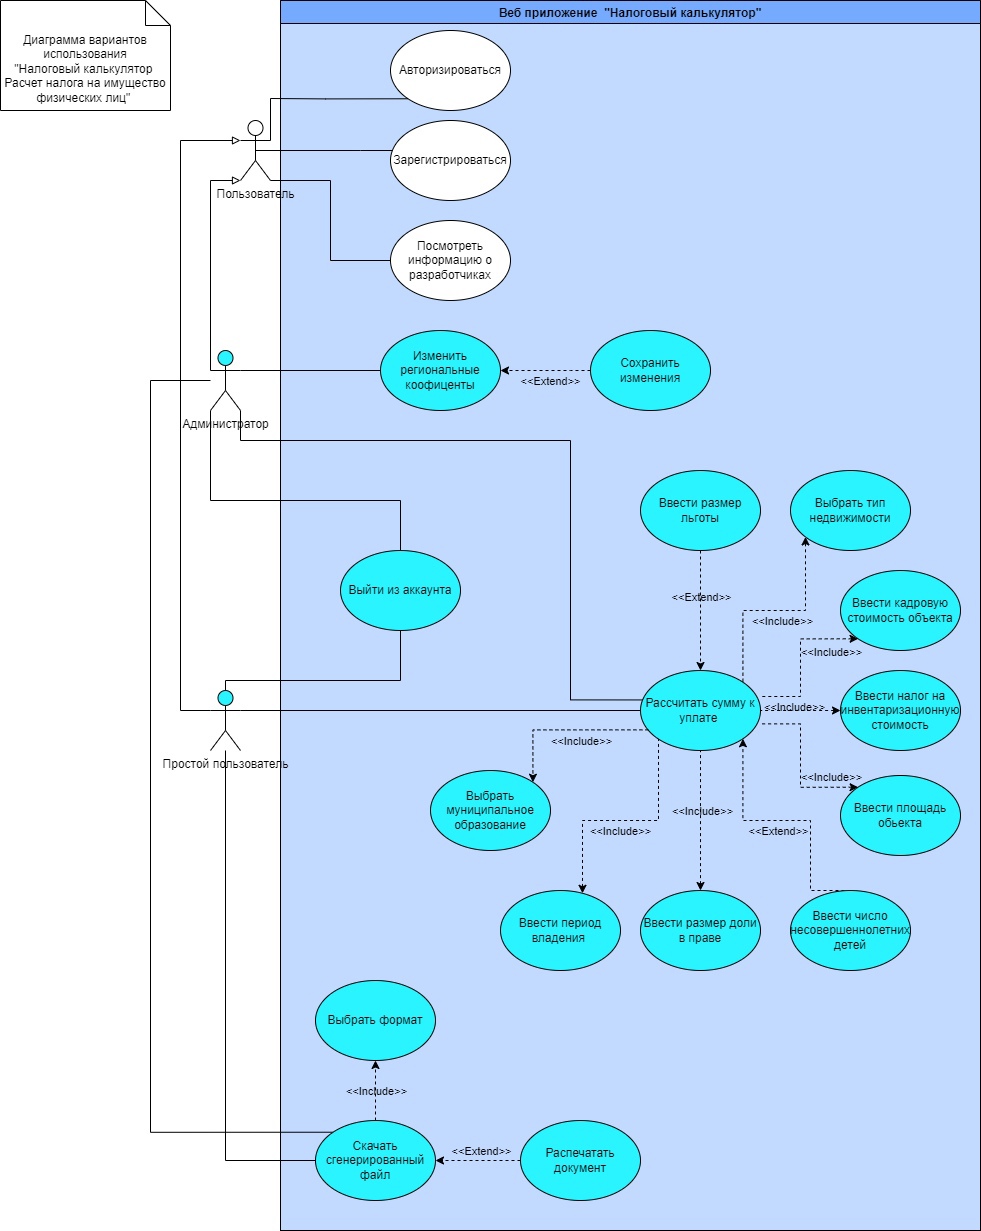 Веб приложение "Налоговый калькулятор"
Диаграмма вариантов
использования
"Налоговый калькулятор
Расчет налога на имущество
физических лиц"
Авторизироваться
Зарегистрироваться
Пользователь
Посмотреть
информацию о
разработчиках
Изменить
региональные
коофиценты
<<Extend>>
Сохранить
изменения
Администратор
Ввести размер
льготы
Выбрать тип
недвижимости
<<Extend>>
<<Include>>
Ввести кадровую
стоимость объекта
<<Include>>
Выйти из аккаунта
Рассчитать сумму к
уплате
<<Include>>
Ввести налог на
инвентаризационную
стоимость
Простой пользователь
<<Include>>
<<Include>>
Выбрать
муниципальное
образование
Ввести площадь
обьекта
<<Include>>
<<Include>>
<<Extend>>
Ввести период
владения
Ввести размер доли
в праве
Ввести число
несовершеннолетних
детей
Выбрать формат
<<Include>>
Скачать
сгенерированный
файл
<<Extend>>
Распечатать
документ